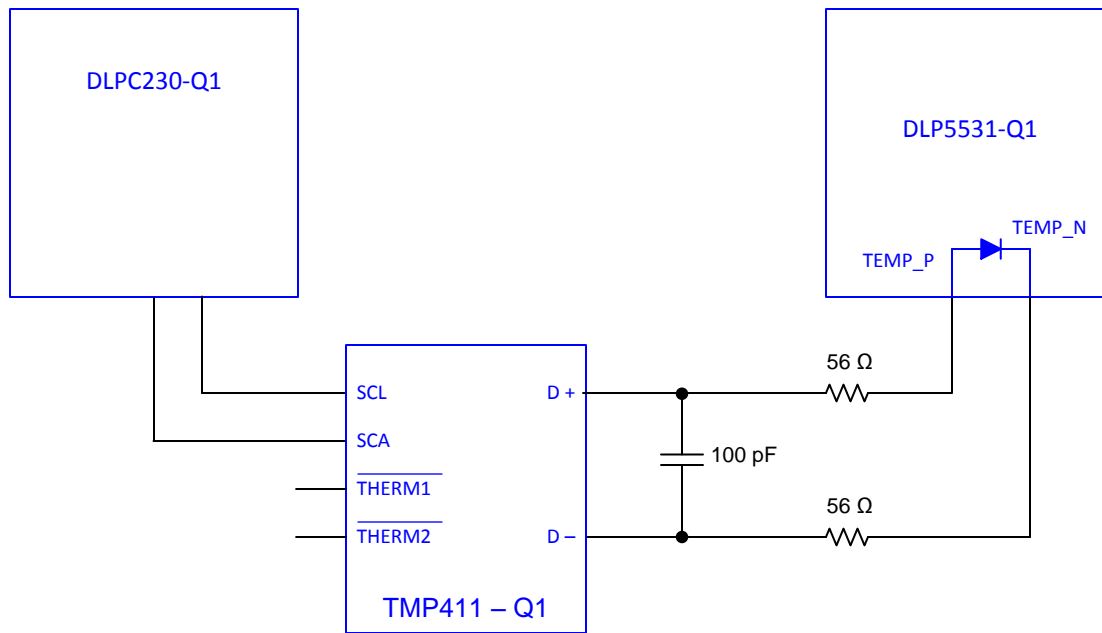 DLPC230-Q1
DLP5531-Q1
TEMP_N
TEMP_P
56 Ω
SCL
D +
SCA
100 pF
THERM1
56 Ω
THERM2
D –
TMP411 – Q1